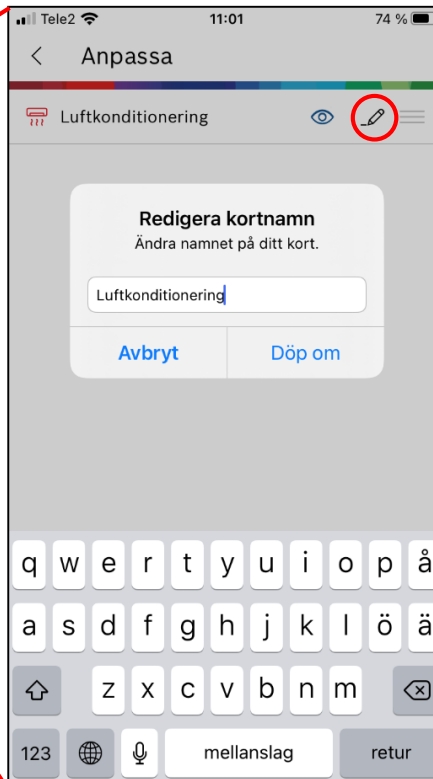 Tele2 11:01 74 %
Anpassa
Luftkonditionering
Redigera kortnamn
Ändra namnet på ditt kort.
Luftkonditionering
Avbryt Döp om
q w e r t y u i o p å
a s d f g h j k l ö ä
z x c v b n m
123 mellanslag retur